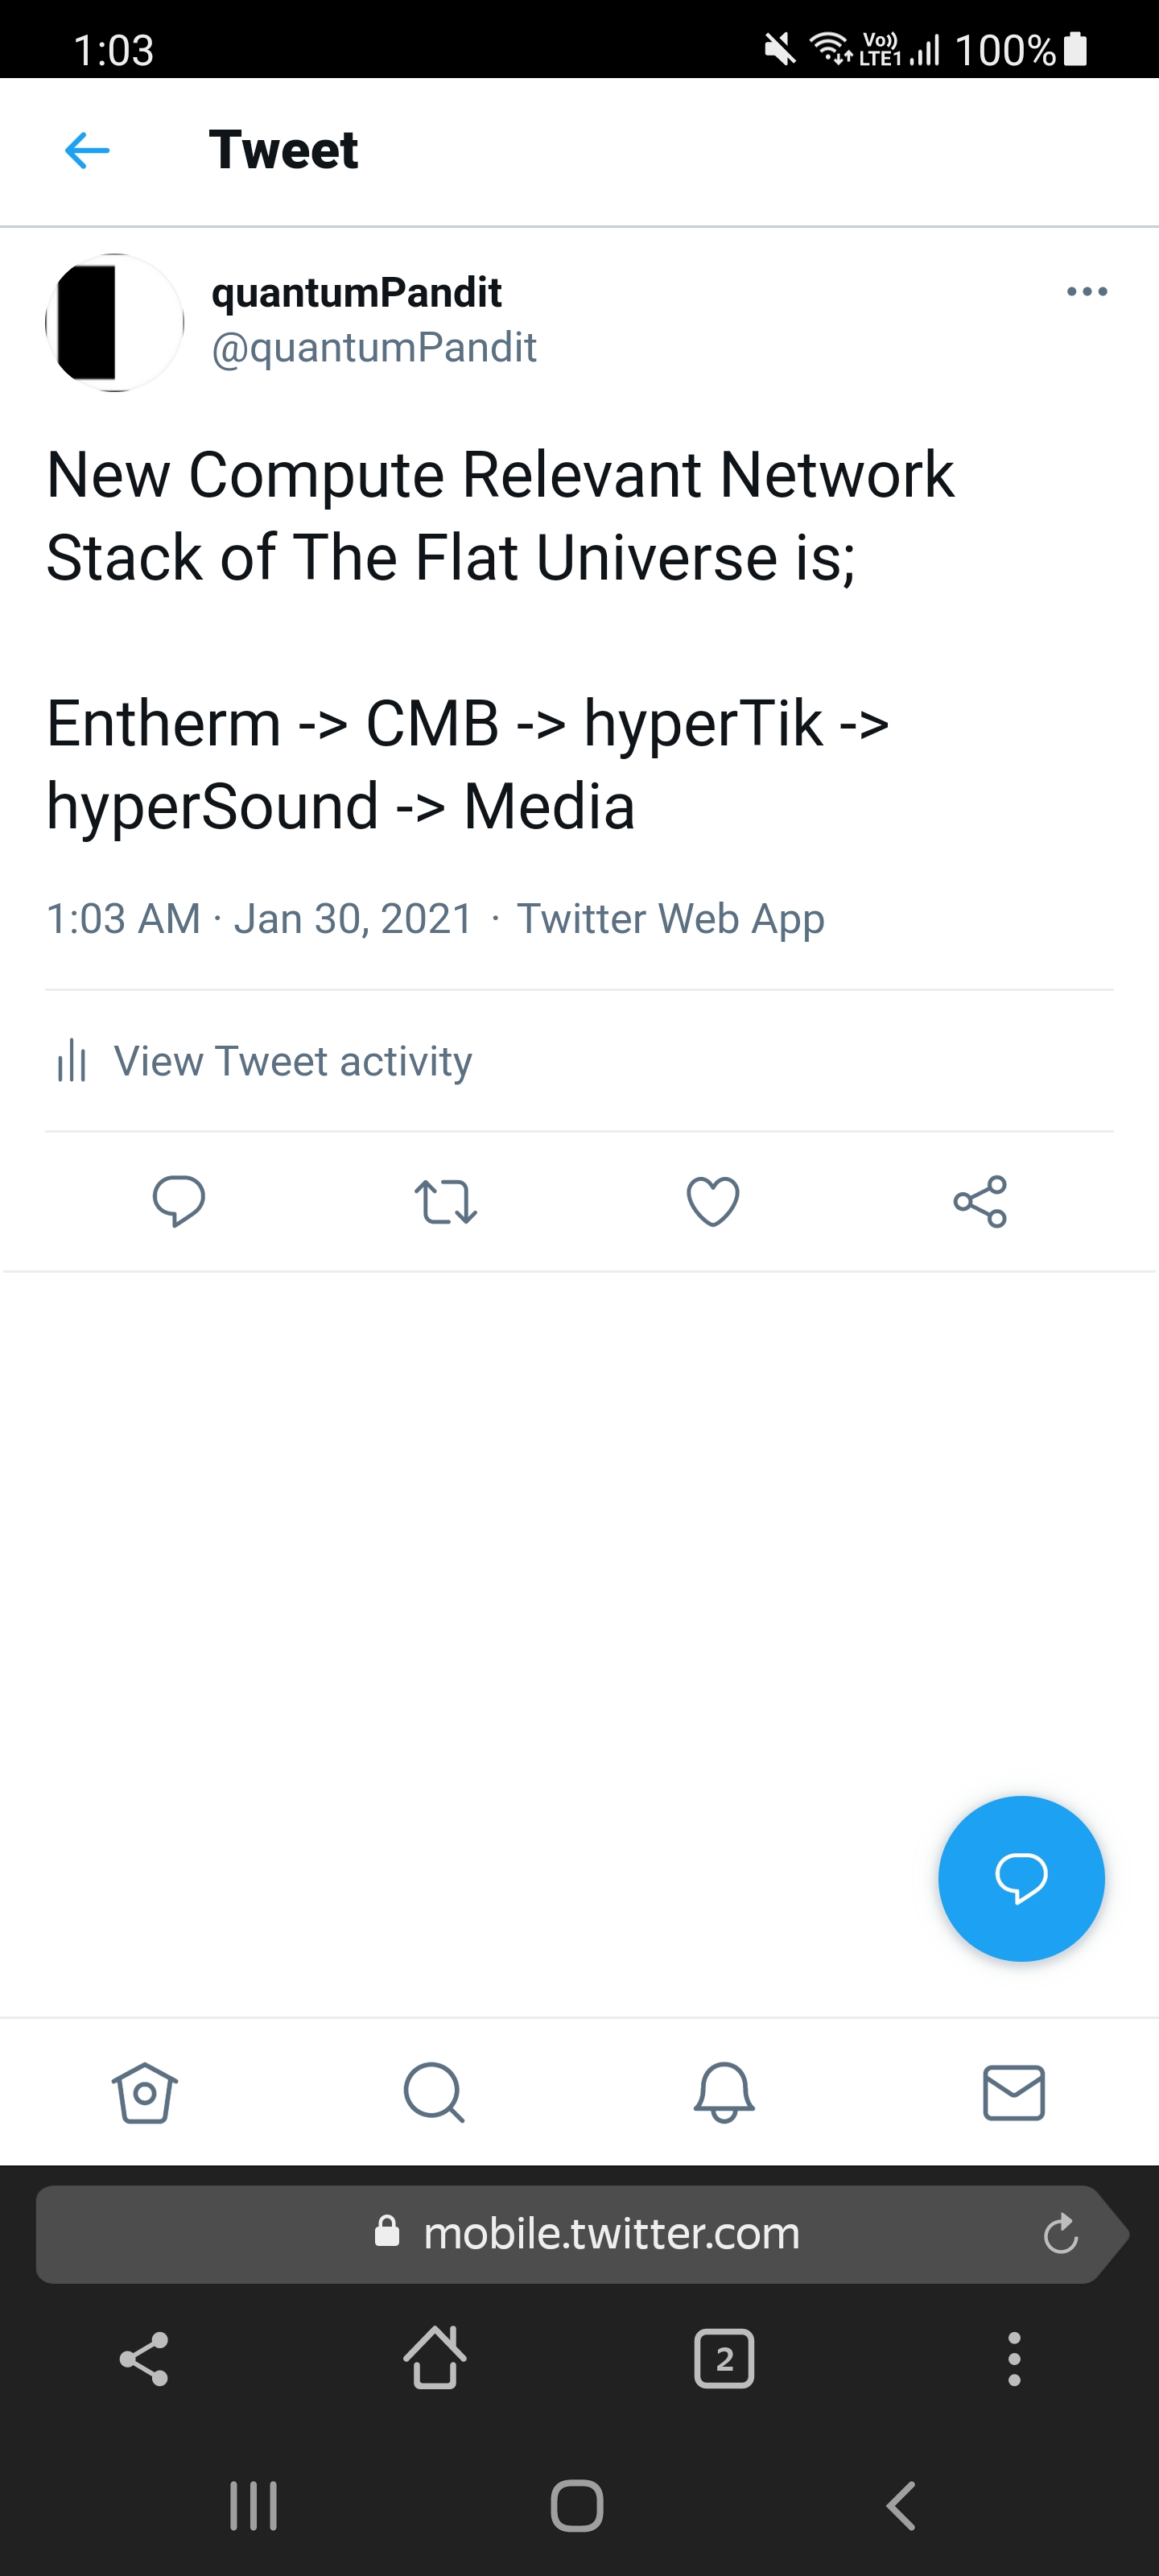 1:03 Vo)) LTE1 100%
Tweet
quantumPandit
@quantumPandit
New Compute Relevant Network
Stack of The Flat Universe is;
Entherm -> CMB -> hyperTik ->
hyperSound -> Media
1:03 AM · Jan 30, 2021 · Twitter Web App
View Tweet activity
mobile.twitter.com
2